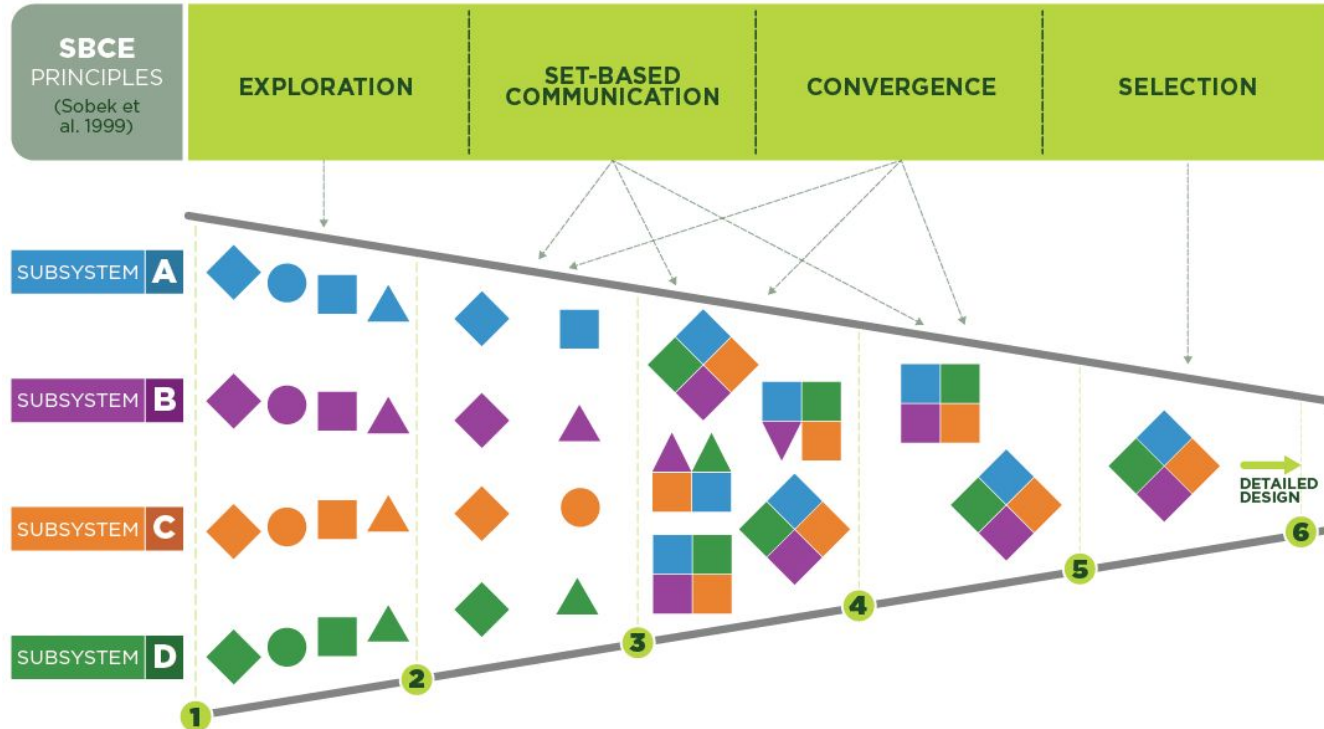 SBCE
PRINCIPLES
(Sobek et
al. 1999)
EXPLORATION
SET-BASED
COMMUNICATION
CONVERGENCE
SELECTION
SUBSYSTEM A
SUBSYSTEM B
SUBSYSTEM C
SUBSYSTEM D
DETAILED
DESIGN
1
2
3
4
5
6